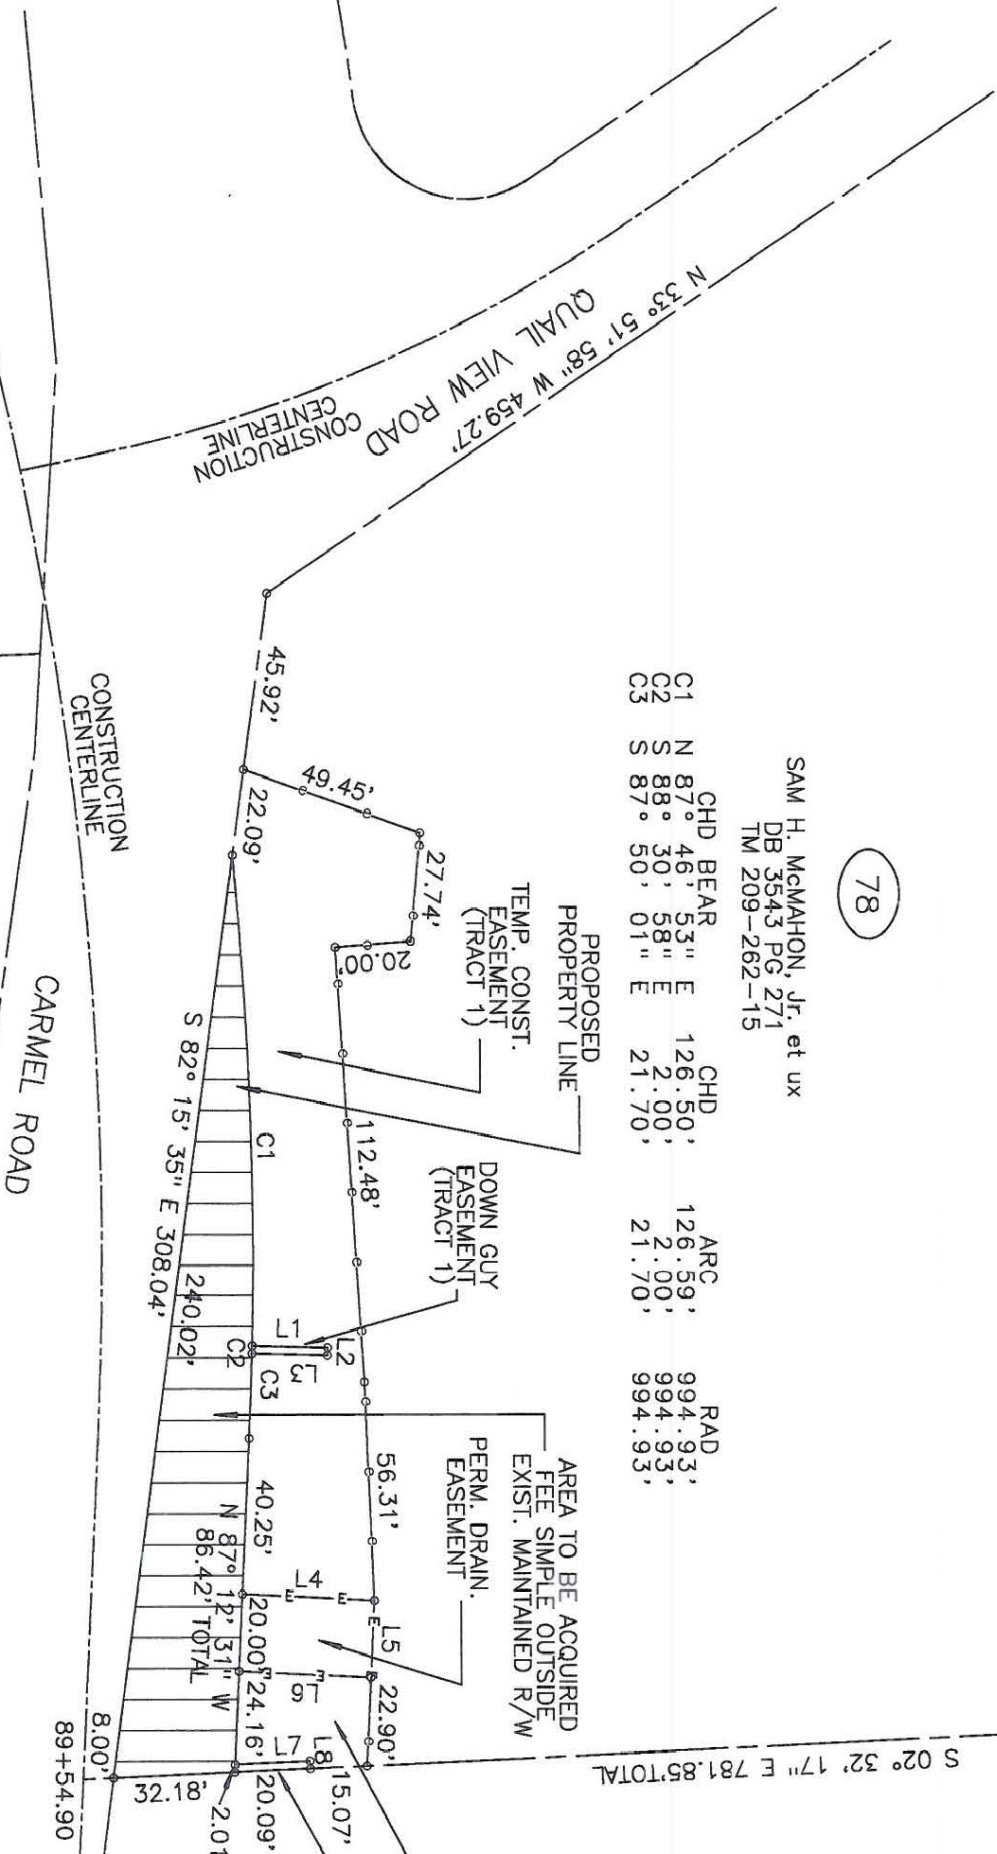 78
SAM H. McMAHON, Jr. et ux
DB 3543 PG 271
TM 209-262-15
CHD BEAR CHD ARC RAD
C1 N 87° 46' 53" E 126.50' 126.59' 994.93'
C2 S 88° 30' 58" E 2.00' 2.00' 994.93'
C3 S 87° 50' 01" E 21.70' 21.70' 994.93'
N 33° 51' 58" W 459.27'
QUAIL VIEW ROAD
CONSTRUCTION
CENTERLINE
PROPOSED
PROPERTY LINE
TEMP. CONST.
EASEMENT
(TRACT 1)
DOWN GUY
EASEMENT
(TRACT 1)
AREA TO BE ACQUIRED
FEE SIMPLE OUTSIDE
EXIST. MAINTAINED R/W
PERM. DRAIN.
EASEMENT
45.92'
22.09'
49.45'
27.74'
20.00'
112.48'
56.31'
22.90'
C1
L1
L2
L3
C2
C3
40.25'
L4
E
E
E
L5
E
E
L6
20.00'
24.16'
L7
L8
15.07'
20.09'
2.01
32.18'
8.00'
N 87° 12' 31" W
86.42' TOTAL
240.02'
S 82° 15' 35" E 308.04'
S 02° 32' 17" E 781.85' TOTAL
89+54.90
CONSTRUCTION
CENTERLINE
CARMEL ROAD